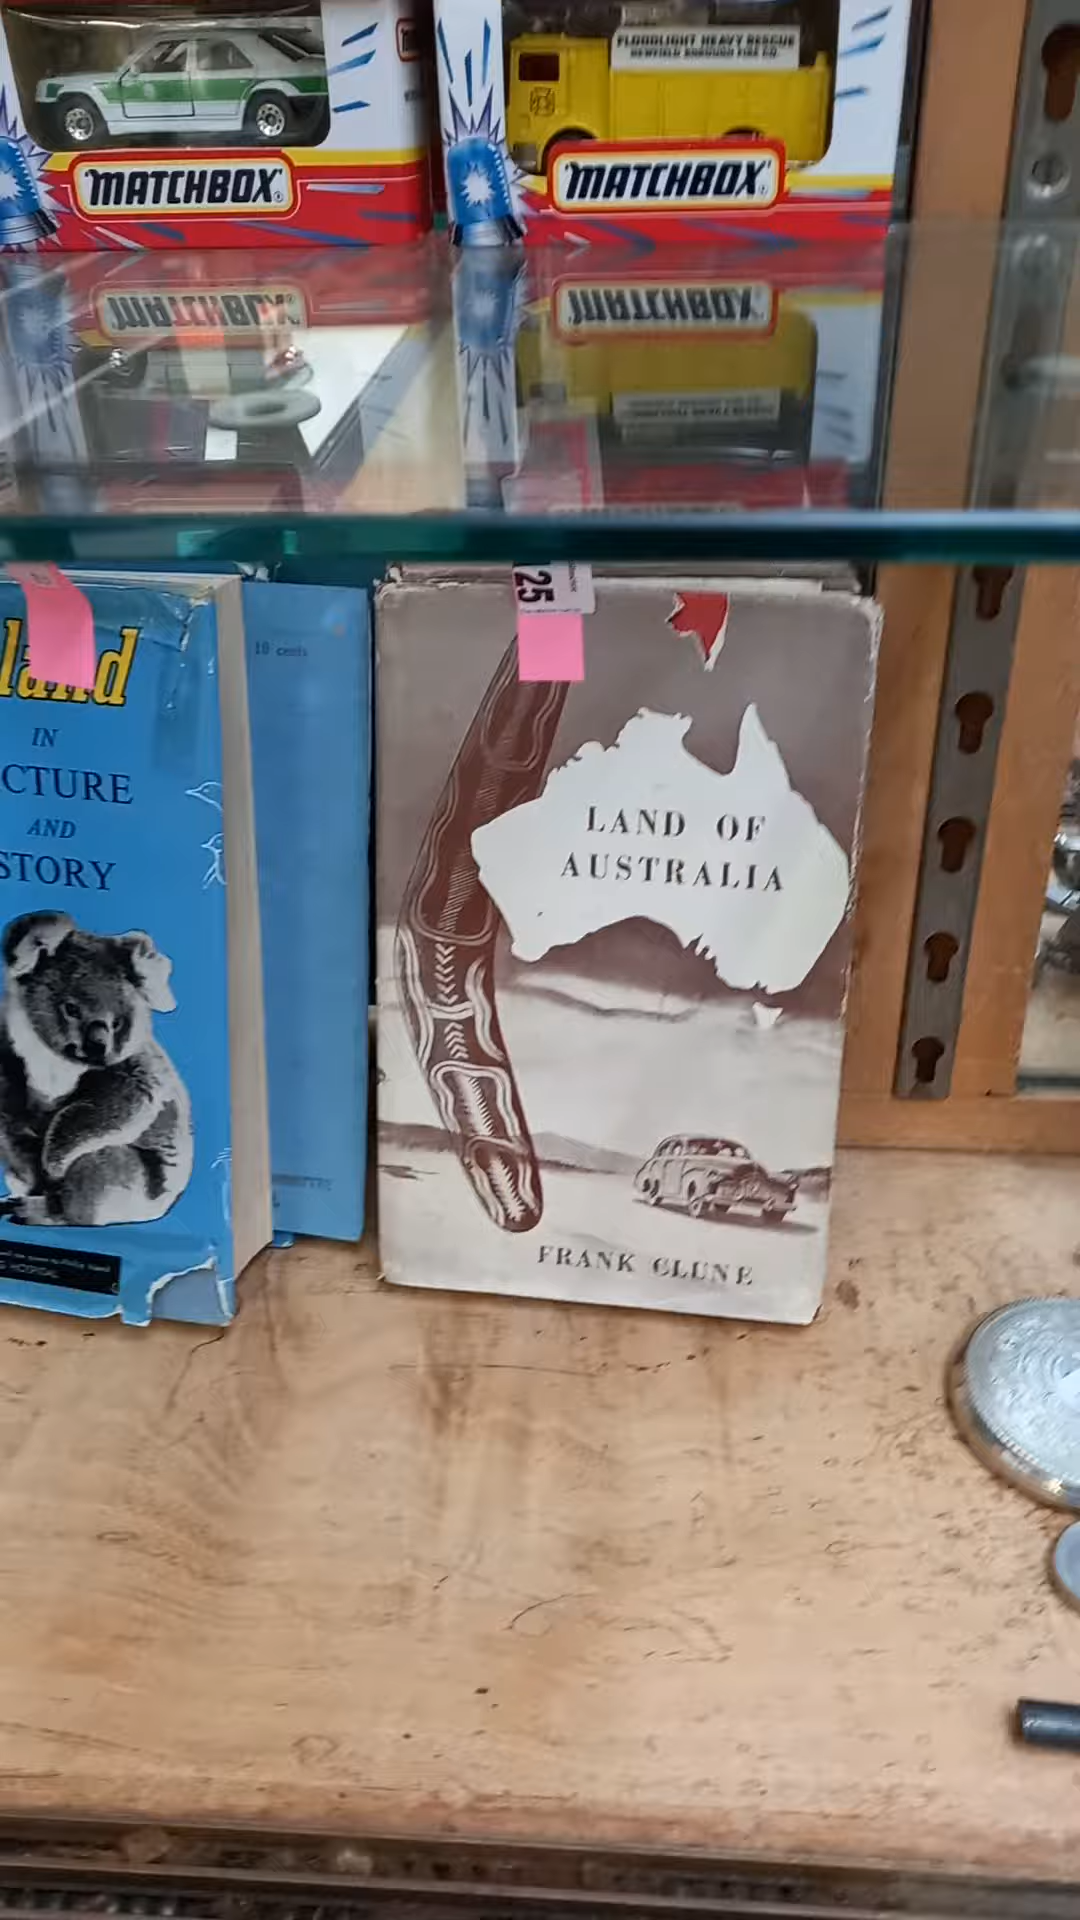 FLOODLIGHT HEAVY RESCUE
MATCHBOX
MATCHBOX
land
IN
CTURE
AND
STORY
10 cents
25
LAND OF
AUSTRALIA
FRANK CLUNE